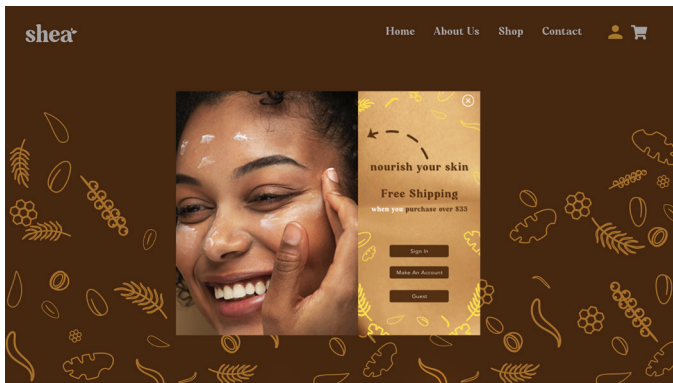 shea
Home About Us Shop Contact
nourish your skin
Free Shipping
when you purchase over $35
Sign In
Make An Account
Guest